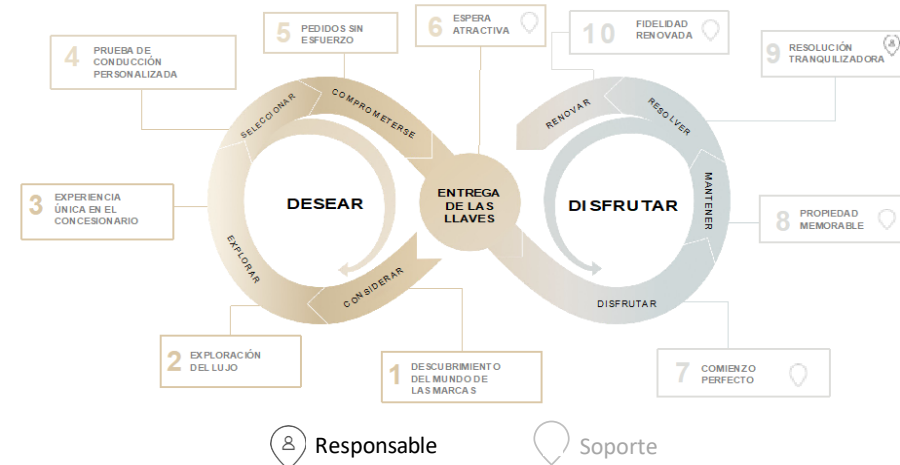 4
PRUEBA DE
CONDUCCIÓN
PERSONALIZADA
5
PEDIDOS SIN
ESFUERZO
6
ESPERA
ATRACTIVA
10
FIDELIDAD
RENOVADA
9
RESOLUCIÓN
TRANQUILIZADORA
SELECCIONAR
COMPROMETERSE
RENOVAR
RESOLVER
3
EXPERIENCIA
ÚNICA EN EL
CONCESIONARIO
DESEAR
ENTREGA
DE LAS
LLAVES
DISFRUTAR
MANTENER
8
PROPIEDAD
MEMORABLE
EXPLORAR
CONSIDERAR
DISFRUTAR
2
EXPLORACIÓN
DEL LUJO
1
DESCUBRIMIENTO
DEL MUNDO DE
LAS MARCAS
7
COMIENZO
PERFECTO
Responsable
Soporte